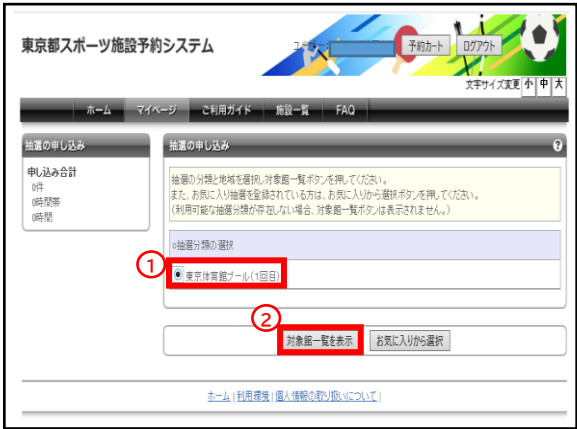 東京都スポーツ施設予約システム
予約カート ログアウト
文字サイズ変更 小 中 大
ホーム マイページ ご利用ガイド 施設一覧 FAQ
抽選の申し込み
申し込み合計
0件
0時間帯
0時間
抽選の申し込み ?
抽選の分類と地域を選択し対象館一覧ボタンを押してください。
また、お気に入り抽選を登録されている方は、お気に入りから選択ボタンを押してください。
(利用可能な抽選分類が存在しない場合、対象館一覧ボタンは表示されません。)
○抽選分類の選択
① 東京体育館プール(1回目)
②
対象館一覧を表示 お気に入りから選択
ホーム | 利用環境 | 個人情報の取り扱いについて |